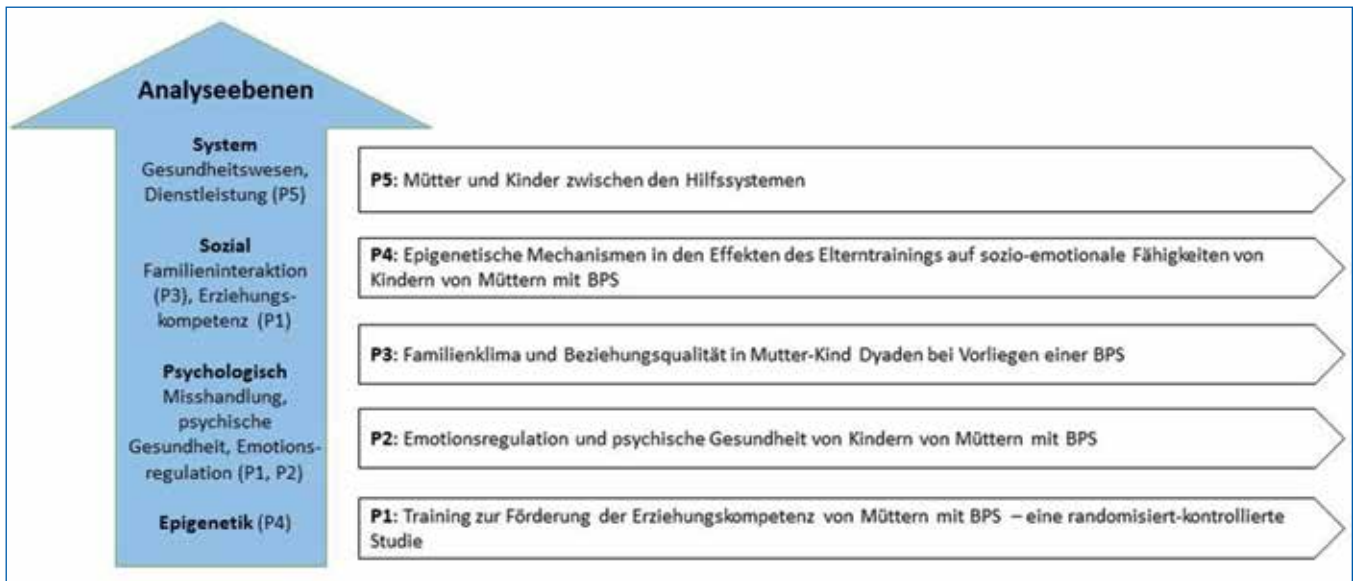 Analyseebenen
System
Gesundheitswesen,
Dienstleistung (P5)
Sozial
Familieninteraktion
(P3), Erziehungs-
kompetenz (P1)
Psychologisch
Misshandlung,
psychische
Gesundheit, Emotions-
regulation (P1, P2)
Epigenetik (P4)
P5: Mütter und Kinder zwischen den Hilfssystemen
P4: Epigenetische Mechanismen in den Effekten des Elterntrainings auf sozio-emotionale Fähigkeiten von
Kindern von Müttern mit BPS
P3: Familienklima und Beziehungsqualität in Mutter-Kind Dyaden bei Vorliegen einer BPS
P2: Emotionsregulation und psychische Gesundheit von Kindern von Müttern mit BPS
P1: Training zur Förderung der Erziehungskompetenz von Müttern mit BPS – eine randomisiert-kontrollierte
Studie